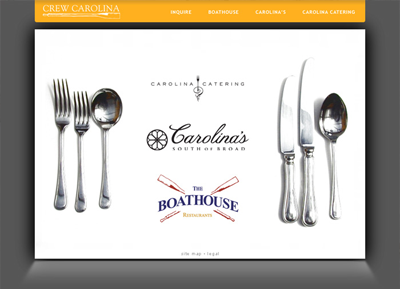 CREW CAROLINA
INQUIRE BOATHOUSE CAROLINA'S CAROLINA CATERING
CAROLINA CATERING
Carolina's
SOUTH OF BROAD
THE
BOATHOUSE
Restaurants
site map - legal